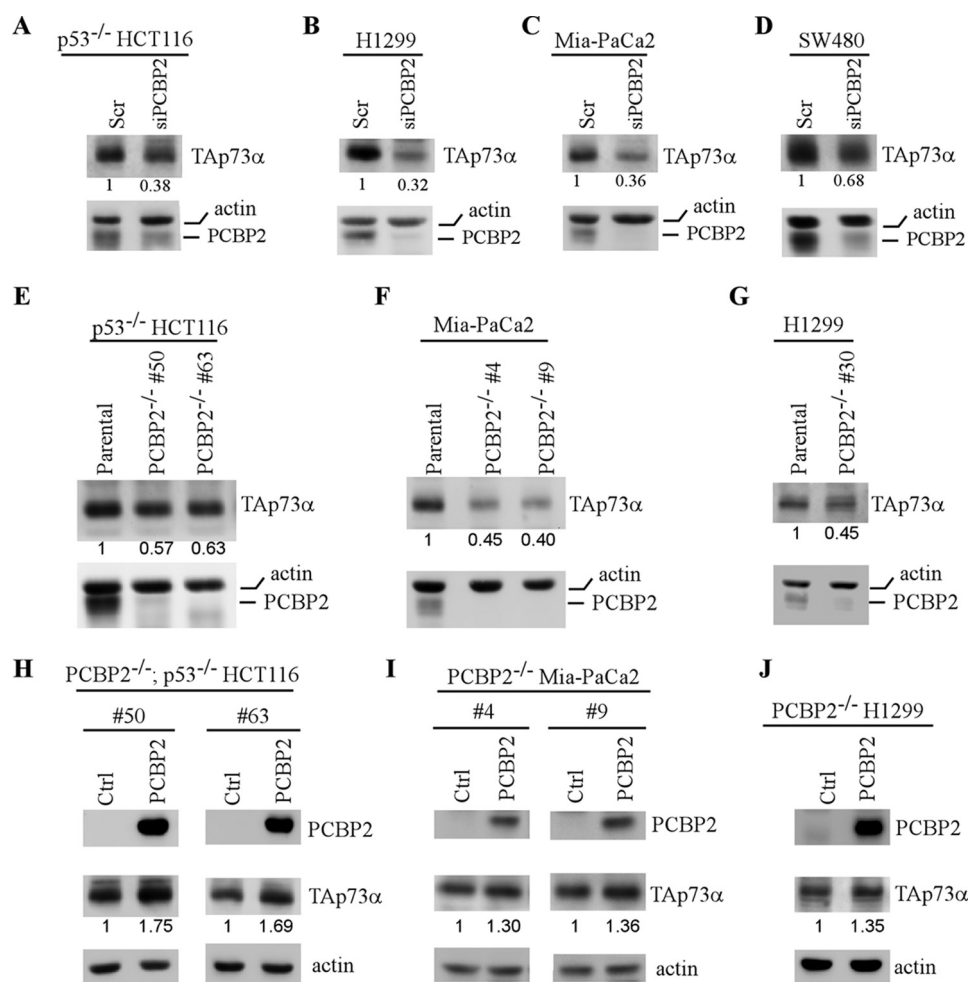 A
p53-/- HCT116
Scr
siPCBP2
TAp73α
1 0.38
actin
PCBP2
B
H1299
Scr
siPCBP2
TAp73α
1 0.32
actin
PCBP2
C
Mia-PaCa2
Scr
siPCBP2
TAp73α
1 0.36
actin
PCBP2
D
SW480
Scr
siPCBP2
TAp73α
1 0.68
actin
PCBP2
E
p53-/- HCT116
Parental
PCBP2-/- #50
PCBP2-/- #63
TAp73α
1 0.57 0.63
actin
PCBP2
F
Mia-PaCa2
Parental
PCBP2-/- #4
PCBP2-/- #9
TAp73α
1 0.45 0.40
actin
PCBP2
G
H1299
Parental
PCBP2-/- #30
TAp73α
1 0.45
actin
PCBP2
H
PCBP2-/-; p53-/- HCT116
#50 #63
Ctrl
PCBP2
Ctrl
PCBP2
PCBP2
TAp73α
1 1.75 1 1.69
actin
I
PCBP2-/- Mia-PaCa2
#4 #9
Ctrl
PCBP2
Ctrl
PCBP2
PCBP2
TAp73α
1 1.30 1 1.36
actin
J
PCBP2-/- H1299
Ctrl
PCBP2
PCBP2
TAp73α
1 1.35
actin